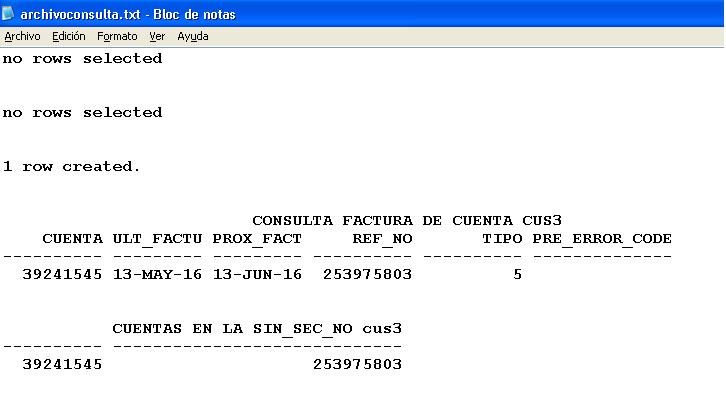 archivoconsulta.txt - Bloc de notas
Archivo Edición Formato Ver Ayuda
no rows selected
no rows selected
1 row created.
CONSULTA FACTURA DE CUENTA CUS3
CUENTA ULT_FACTU PROX_FACT REF_NO TIPO PRE_ERROR_CODE
---------- --------- --------- ---------- ---------- --------------
39241545 13-MAY-16 13-JUN-16 253975803 5
CUENTAS EN LA SIN_SEC_NO cus3
---------- -----------------------------
39241545 253975803